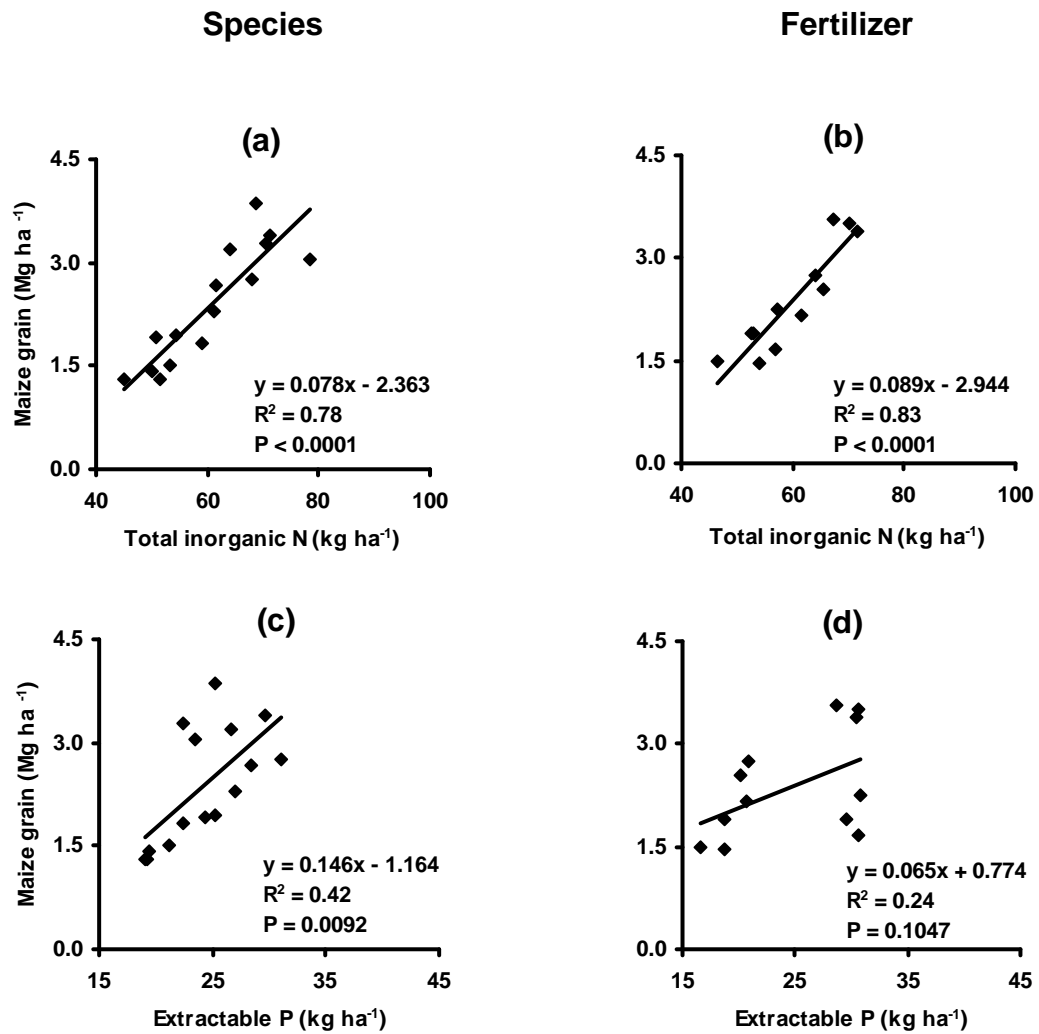 Species
Fertilizer
(a)
4.5
3.0
1.5
0.0
Maize grain (Mg ha -1)
y = 0.078x - 2.363
R2 = 0.78
P < 0.0001
40 60 80 100
Total inorganic N (kg ha-1)
(b)
4.5
3.0
1.5
0.0
y = 0.089x - 2.944
R2 = 0.83
P < 0.0001
40 60 80 100
Total inorganic N (kg ha-1)
(c)
4.5
3.0
1.5
0.0
Maize grain (Mg ha -1)
y = 0.146x - 1.164
R2 = 0.42
P = 0.0092
15 25 35 45
Extractable P (kg ha-1)
(d)
4.5
3.0
1.5
0.0
y = 0.065x + 0.774
R2 = 0.24
P = 0.1047
15 25 35 45
Extractable P (kg ha-1)